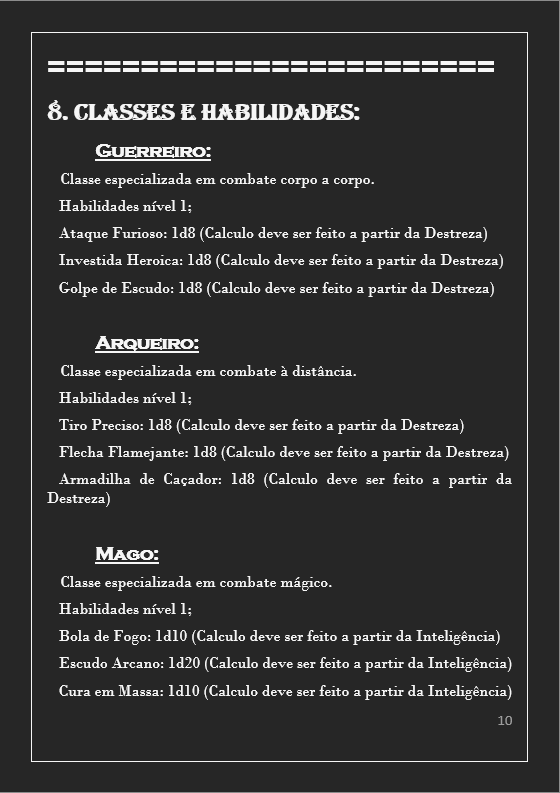 ========================
8. CLASSES E HABILIDADES:
GUERREIRO:
Classe especializada em combate corpo a corpo.
Habilidades nível 1;
Ataque Furioso: 1d8 (Calculo deve ser feito a partir da Destreza)
Investida Heroica: 1d8 (Calculo deve ser feito a partir da Destreza)
Golpe de Escudo: 1d8 (Calculo deve ser feito a partir da Destreza)
ARQUEIRO:
Classe especializada em combate à distância.
Habilidades nível 1;
Tiro Preciso: 1d8 (Calculo deve ser feito a partir da Destreza)
Flecha Flamejante: 1d8 (Calculo deve ser feito a partir da Destreza)
Armadilha de Caçador: 1d8 (Calculo deve ser feito a partir da
Destreza)
MAGO:
Classe especializada em combate mágico.
Habilidades nível 1;
Bola de Fogo: 1d10 (Calculo deve ser feito a partir da Inteligência)
Escudo Arcano: 1d20 (Calculo deve ser feito a partir da Inteligência)
Cura em Massa: 1d10 (Calculo deve ser feito a partir da Inteligência)
10